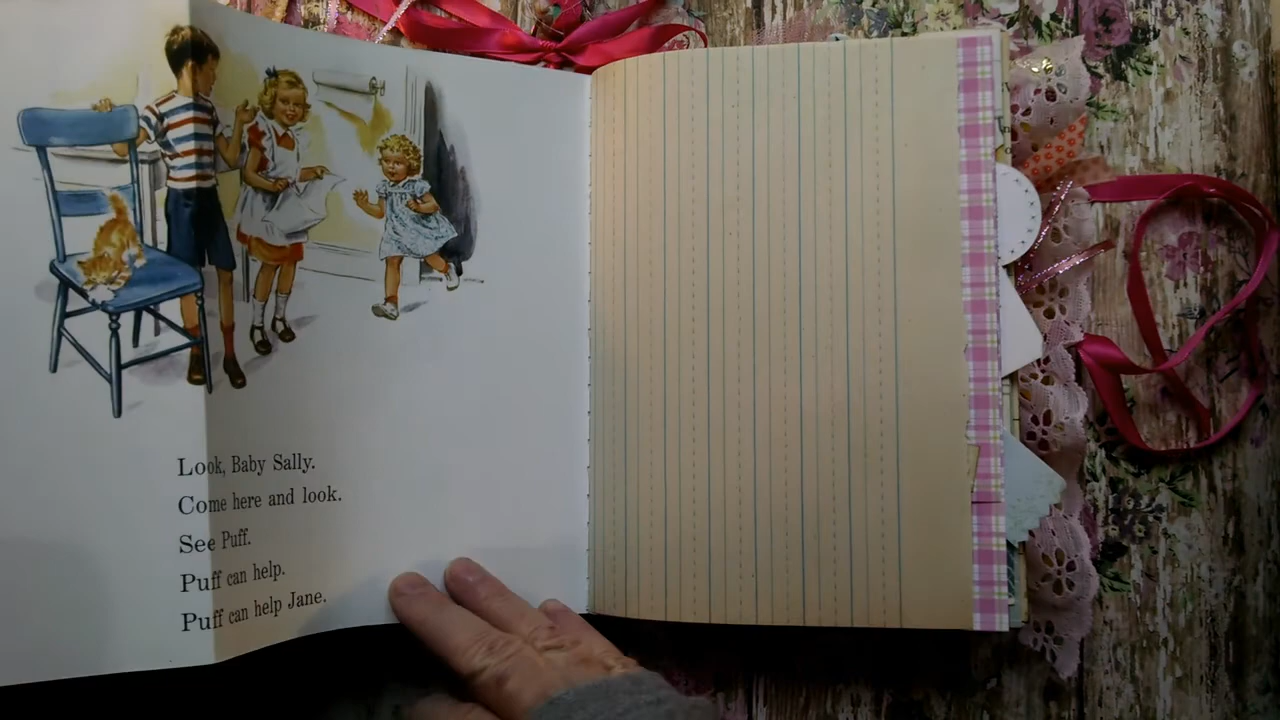 Look, Baby Sally.
Come here and look.
See Puff.
Puff can help.
Puff can help Jane.